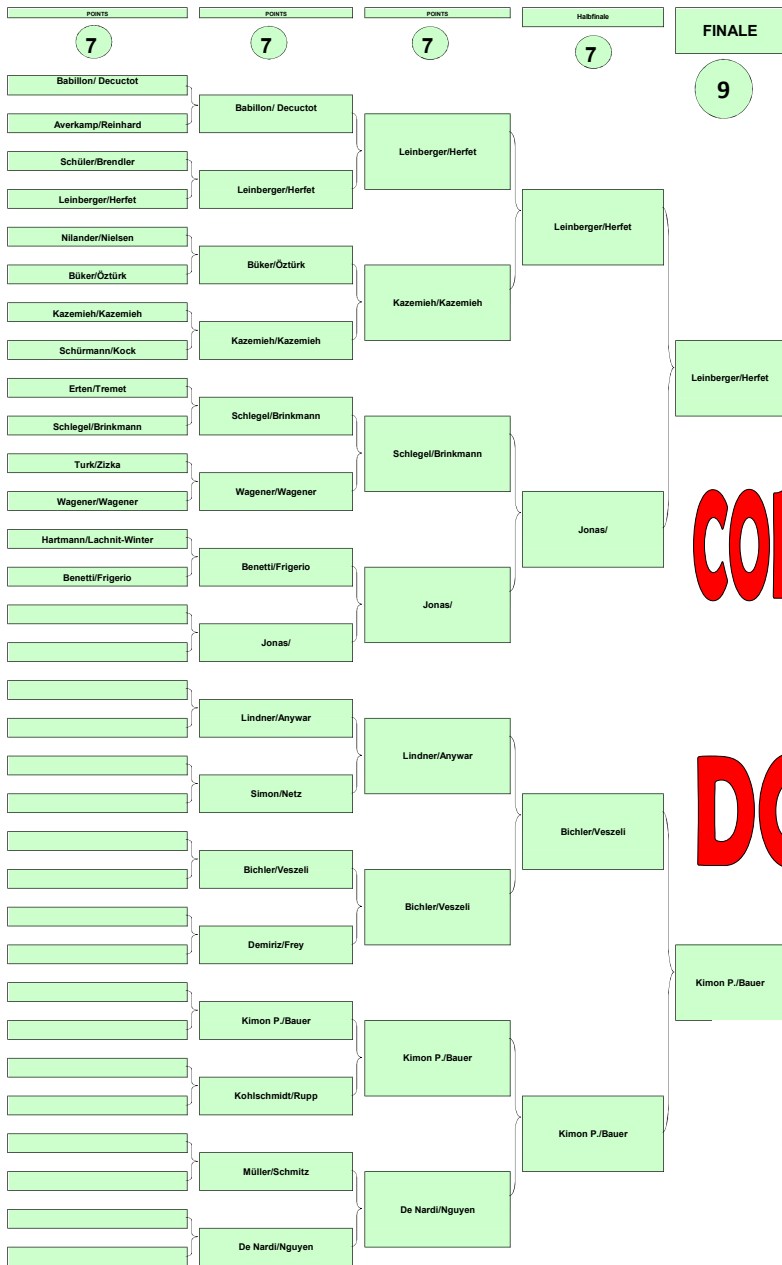 POINTS
POINTS
POINTS
Halbfinale
FINALE
7
7
7
7
9
Babillon/ Decuctot
Averkamp/Reinhard
Schüler/Brendler
Leinberger/Herfet
Nilander/Nielsen
Büker/Öztürk
Kazemieh/Kazemieh
Schürmann/Kock
Erten/Tremet
Schlegel/Brinkmann
Turk/Zizka
Wagener/Wagener
Hartmann/Lachnit-Winter
Benetti/Frigerio
Babillon/ Decuctot
Leinberger/Herfet
Büker/Öztürk
Kazemieh/Kazemieh
Schlegel/Brinkmann
Wagener/Wagener
Benetti/Frigerio
Jonas/
Lindner/Anywar
Simon/Netz
Bichler/Veszeli
Demiriz/Frey
Kimon P./Bauer
Kohlschmidt/Rupp
Müller/Schmitz
De Nardi/Nguyen
Leinberger/Herfet
Kazemieh/Kazemieh
Schlegel/Brinkmann
Jonas/
Lindner/Anywar
Bichler/Veszeli
Kimon P./Bauer
De Nardi/Nguyen
Leinberger/Herfet
Jonas/
Bichler/Veszeli
Kimon P./Bauer
Leinberger/Herfet
Kimon P./Bauer